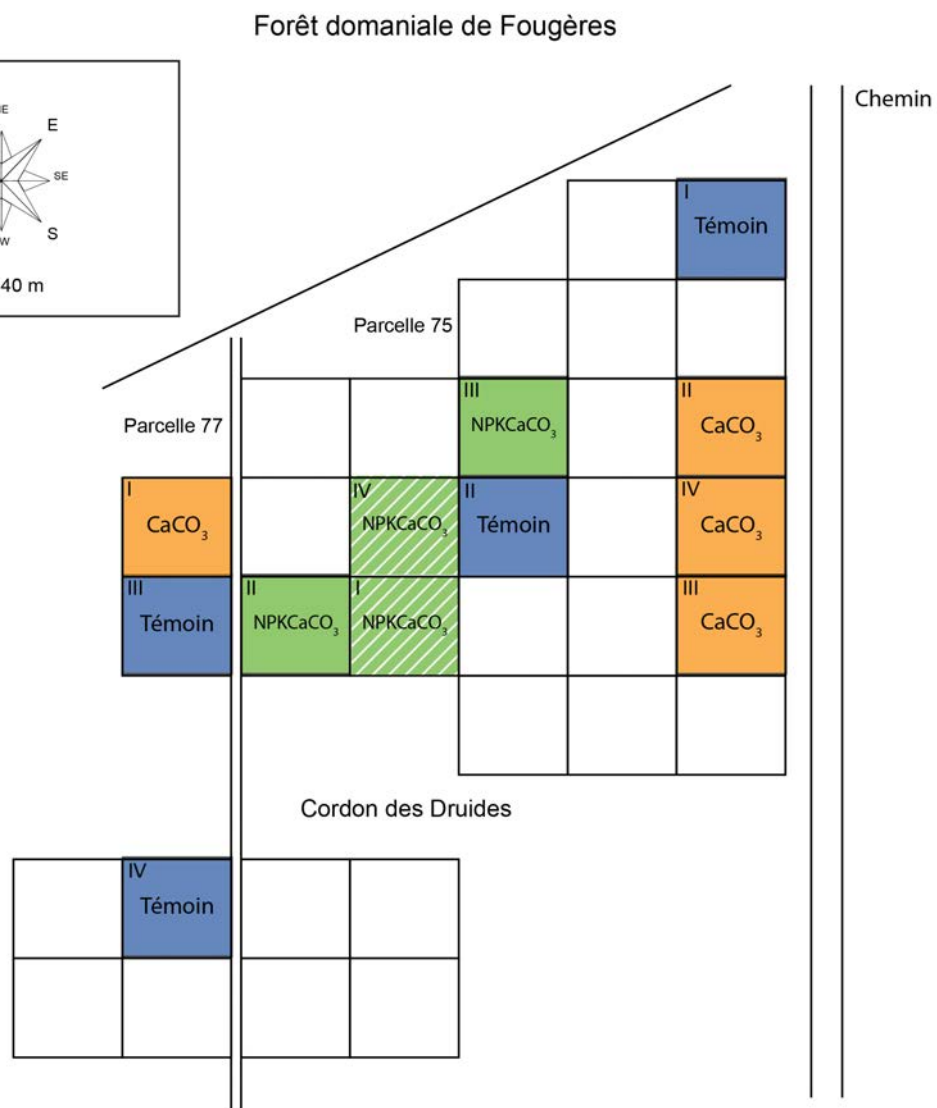 Forêt domaniale de Fougères
Chemin
E
E
SE
S
W
40 m
I
Témoin
Parcelle 75
III
NPKCaCO₃
II
CaCO₃
Parcelle 77
I
CaCO₃
IV
NPKCaCO₃
II
Témoin
IV
CaCO₃
III
Témoin
II
NPKCaCO₃
I
NPKCaCO₃
III
CaCO₃
Cordon des Druides
IV
Témoin